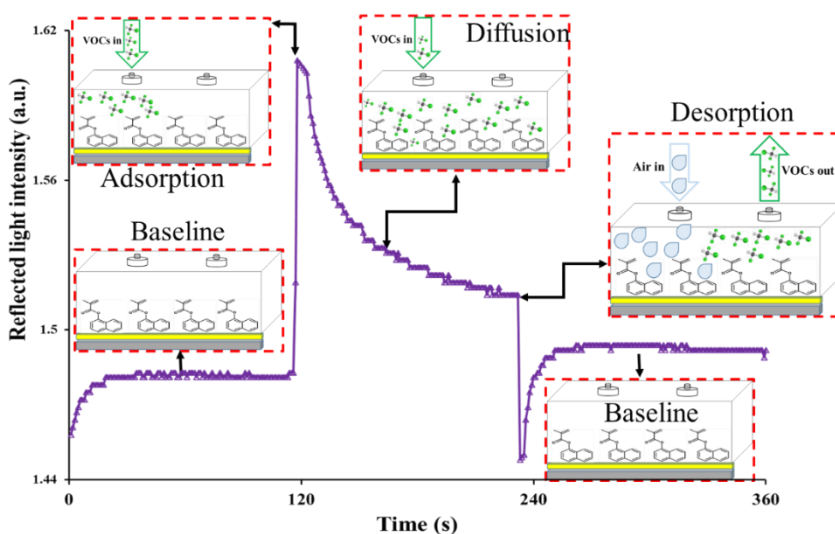 1.62
VOCs in
VOCs in
Diffusion
Adsorption
Desorption
Air in
VOCs out
1.56
Baseline
Reflected light intensity (a.u.)
1.5
Baseline
1.44
0
120
240
360
Time (s)